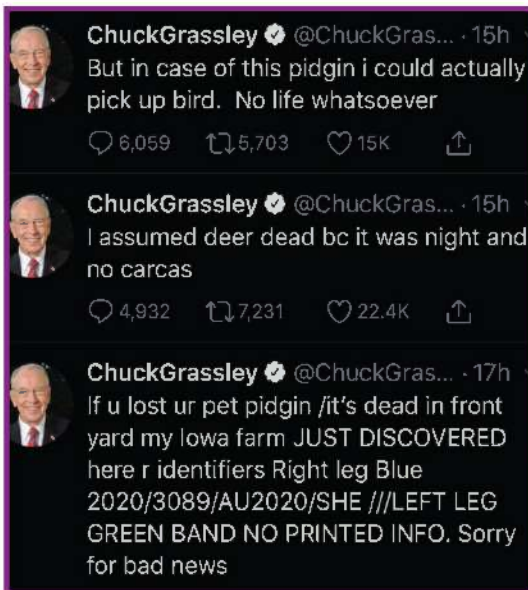 ChuckGrassley @ChuckGras... · 15h
But in case of this pidgin i could actually
pick up bird.  No life whatsoever
6,059 5,703 15K
ChuckGrassley @ChuckGras... · 15h
I assumed deer dead bc it was night and
no carcas
4,932 7,231 22.4K
ChuckGrassley @ChuckGras... · 17h
If u lost ur pet pidgin /it's dead in front
yard my Iowa farm JUST DISCOVERED
here r identifiers Right leg Blue
2020/3089/AU2020/SHE ///LEFT LEG
GREEN BAND NO PRINTED INFO. Sorry
for bad news